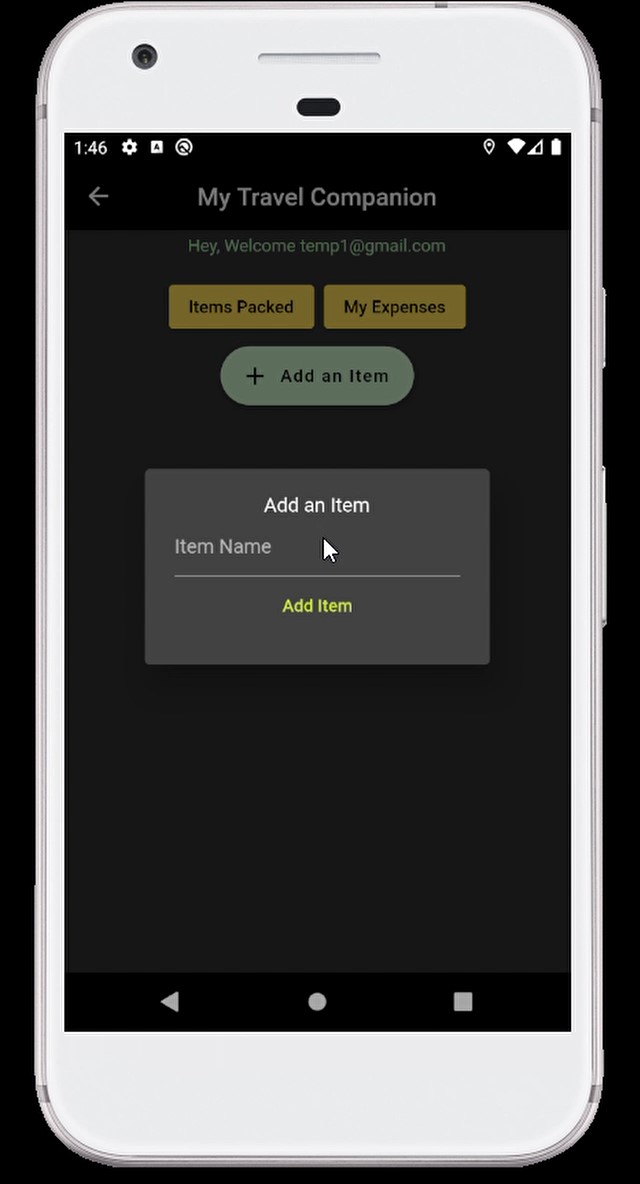 1:46
My Travel Companion
Hey, Welcome temp1@gmail.com
Items Packed My Expenses
+ Add an Item
Add an Item
Item Name
Add Item